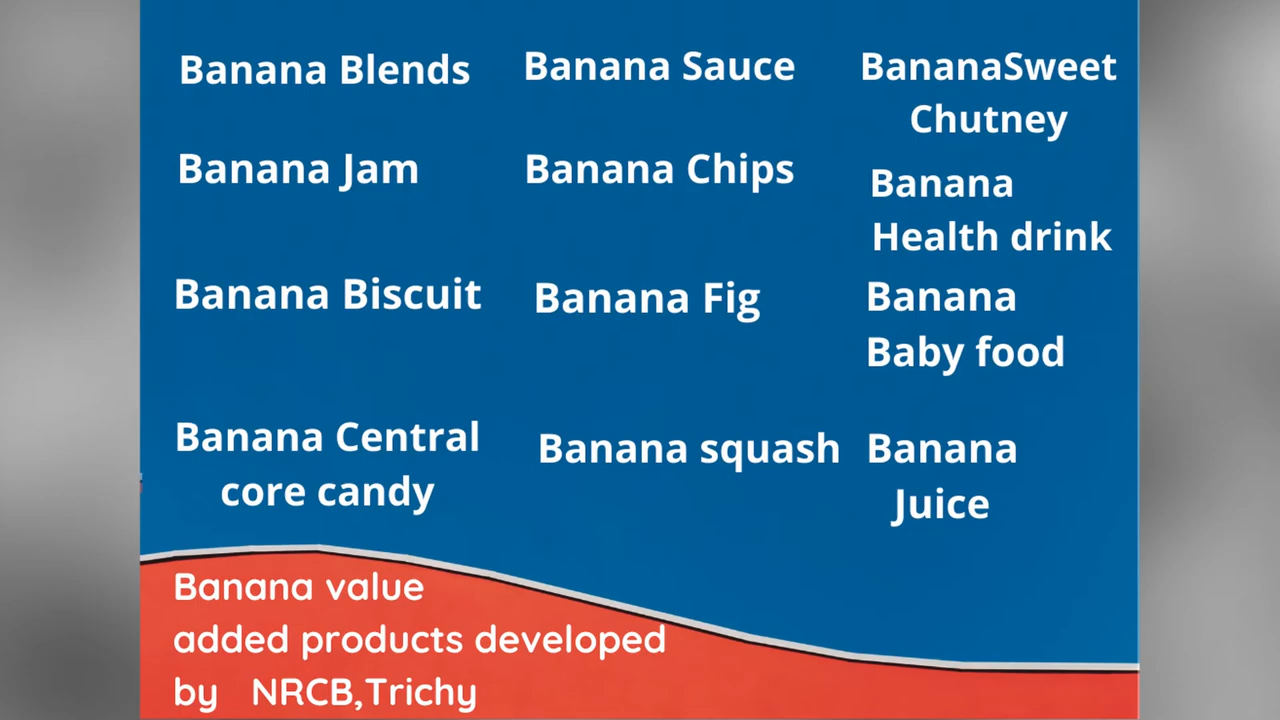 Banana Blends
Banana Sauce
BananaSweet
Chutney
Banana Jam
Banana Chips
Banana
Health drink
Banana Biscuit
Banana Fig
Banana
Baby food
Banana Central
core candy
Banana squash
Banana
Juice
Banana value
added products developed
by NRCB,Trichy